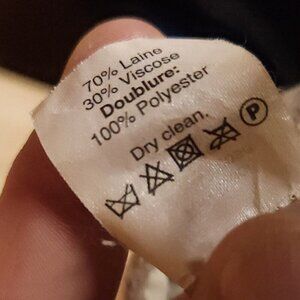 70% Laine
30% Viscose
Doublure:
100% Polyester
Dry clean.
P